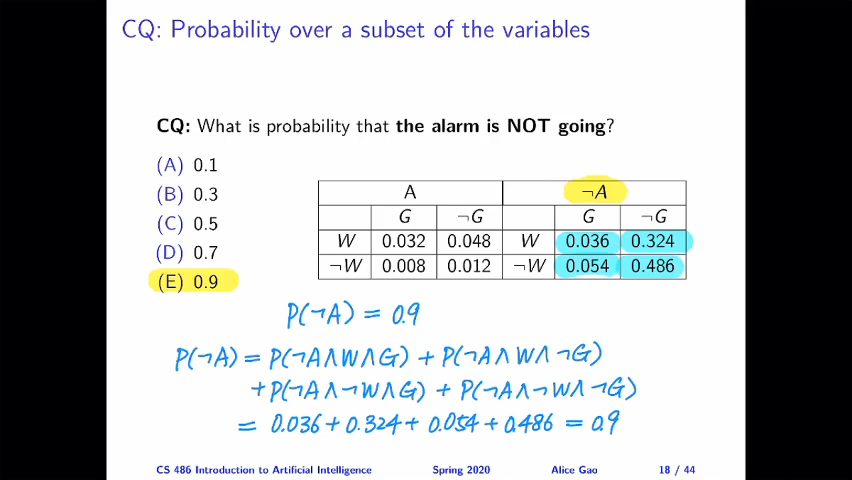 CQ: Probability over a subset of the variables
CQ: What is probability that the alarm is NOT going?
(A) 0.1
(B) 0.3
(C) 0.5
(D) 0.7
(E) 0.9
A ¬A
G ¬G G ¬G
W 0.032 0.048 W 0.036 0.324
¬W 0.008 0.012 ¬W 0.054 0.486
P(¬A) = 0.9
P(¬A) = P(¬A∧W∧G) + P(¬A∧W∧¬G)
+P(¬A∧¬W∧G) + P(¬A∧¬W∧¬G)
= 0.036+0.324+0.054+0.486 = 0.9
CS 486 Introduction to Artificial Intelligence Spring 2020 Alice Gao 18 / 44